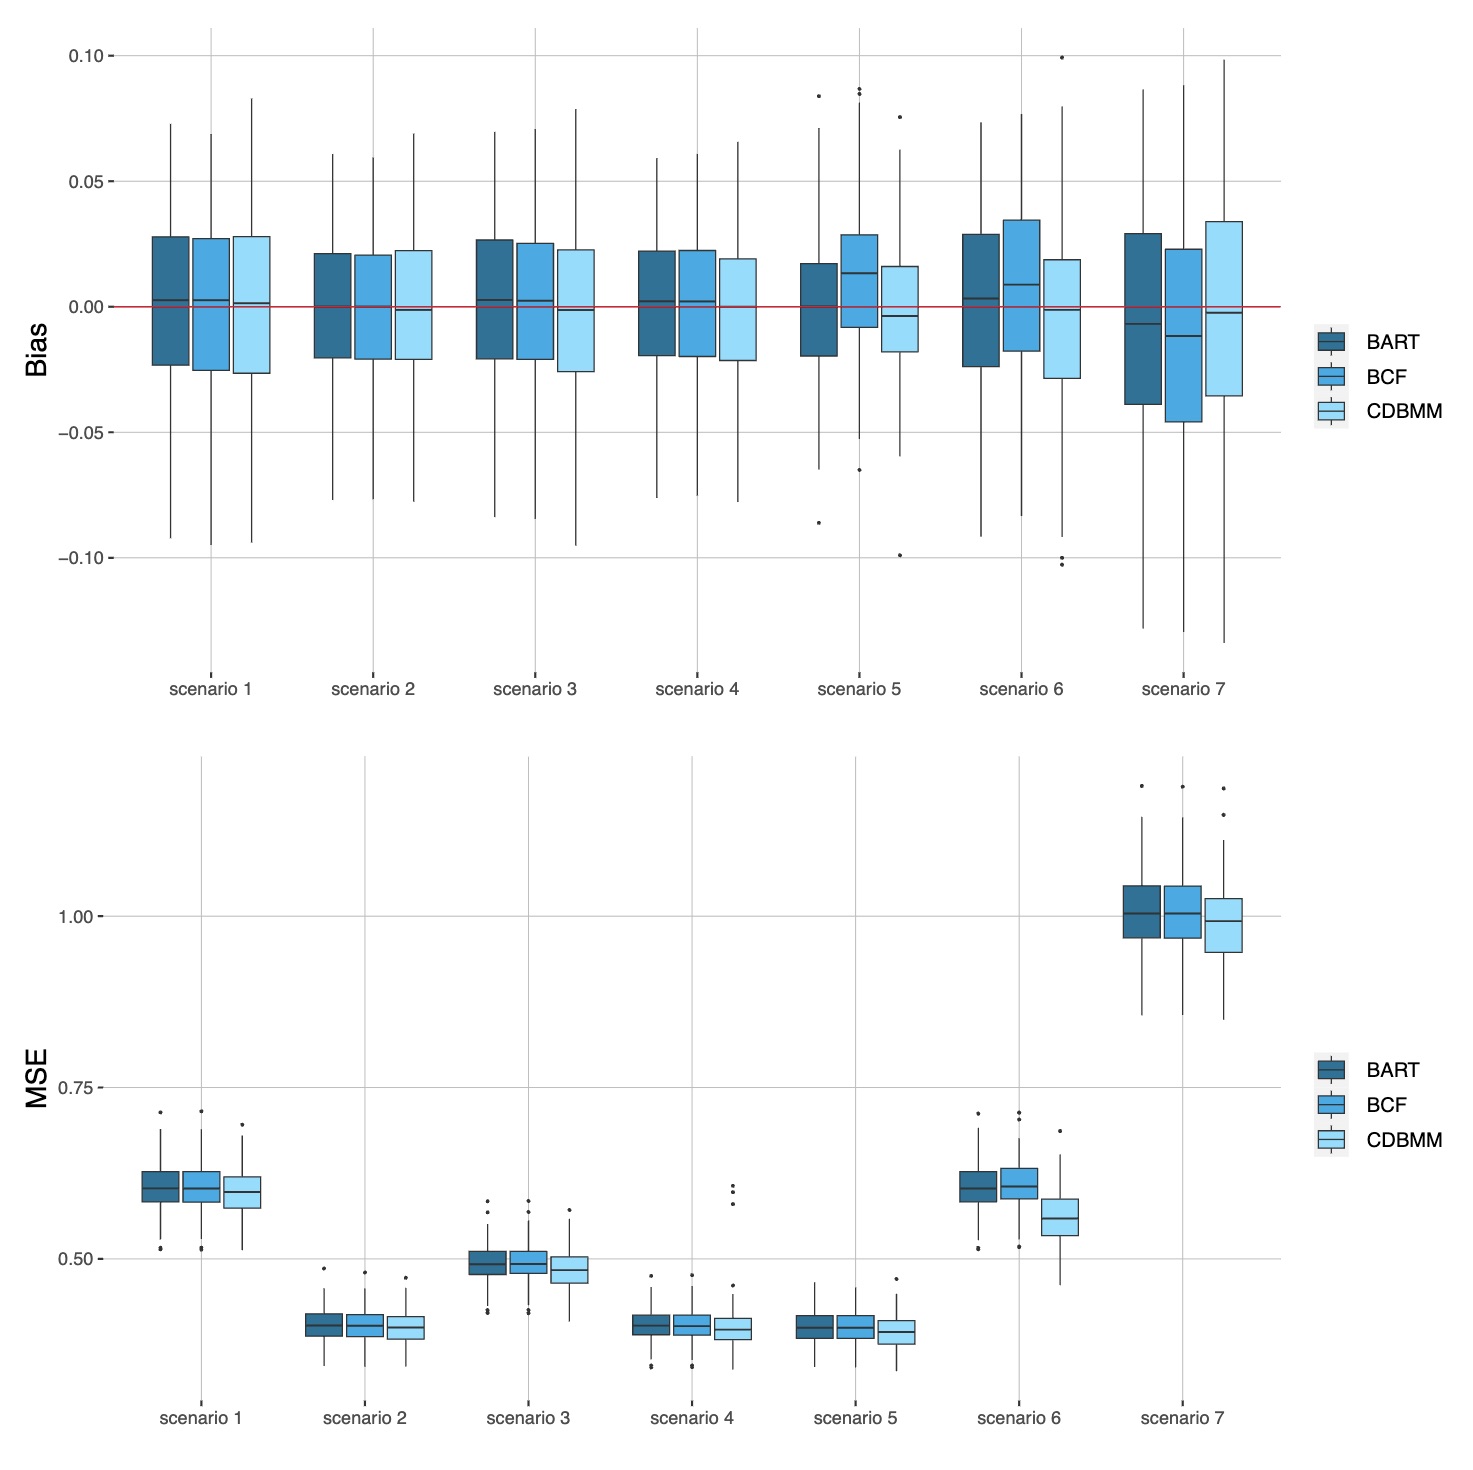 Bias
0.10
0.05
0.00
−0.05
−0.10
scenario 1 scenario 2 scenario 3 scenario 4 scenario 5 scenario 6 scenario 7
BART
BCF
CDBMM
MSE
1.00
0.75
0.50
scenario 1 scenario 2 scenario 3 scenario 4 scenario 5 scenario 6 scenario 7
BART
BCF
CDBMM